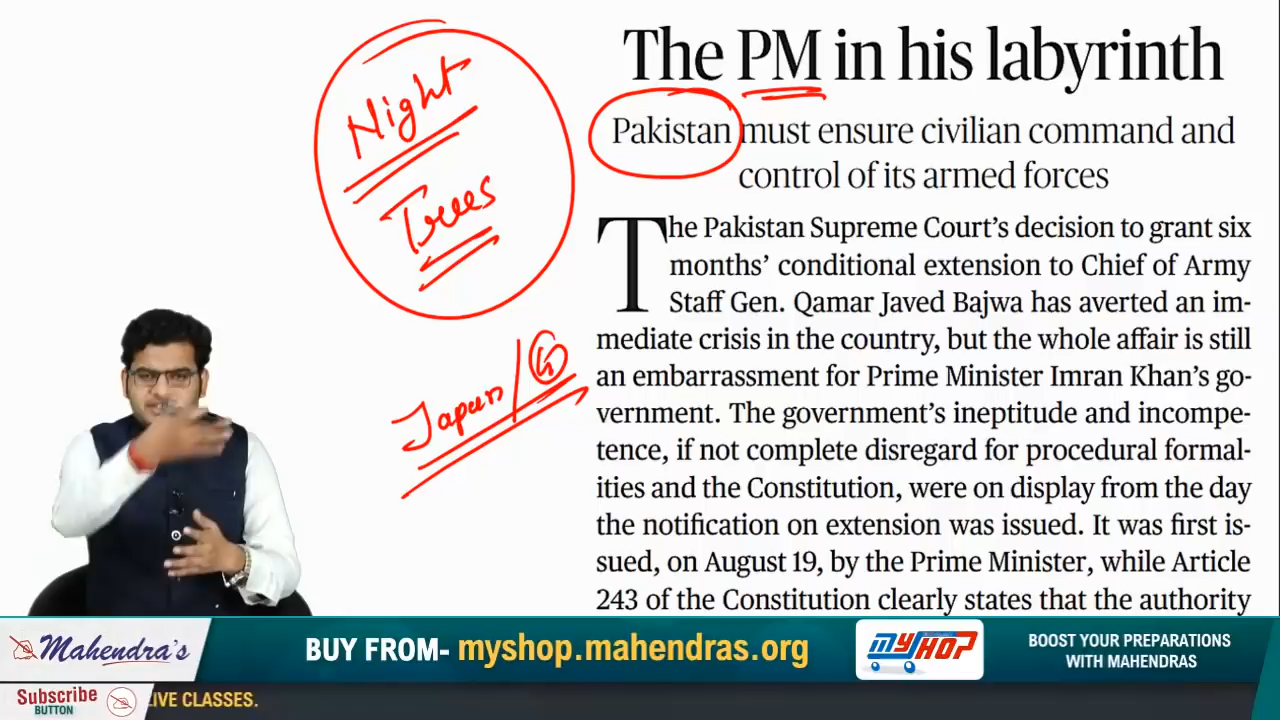 The PM in his labyrinth
Pakistan must ensure civilian command and
control of its armed forces
The Pakistan Supreme Court's decision to grant six
months' conditional extension to Chief of Army
Staff Gen. Qamar Javed Bajwa has averted an im-
mediate crisis in the country, but the whole affair is still
an embarrassment for Prime Minister Imran Khan's go-
vernment. The government's ineptitude and incompe-
tence, if not complete disregard for procedural formal-
ities and the Constitution, were on display from the day
the notification on extension was issued. It was first is-
sued, on August 19, by the Prime Minister, while Article
243 of the Constitution clearly states that the authority
Night
Trees
Japan/
Mahendra's
BUY FROM- myshop.mahendras.org
MY HOP
BOOST YOUR PREPARATIONS
WITH MAHENDRAS
Subscribe
BUTTON
LIVE CLASSES.